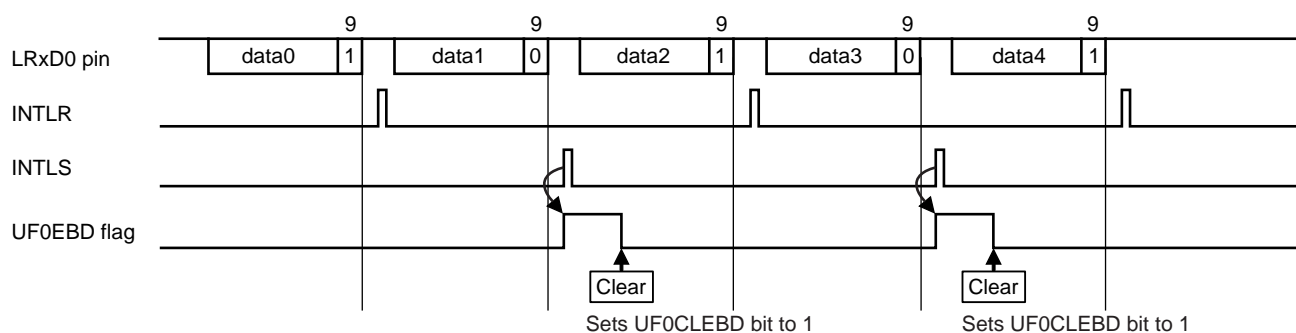 9 9 9 9 9
LRxD0 pin data0 1 data1 0 data2 1 data3 0 data4 1
INTLR
INTLS
UF0EBD flag
Clear Clear
Sets UF0CLEBD bit to 1 Sets UF0CLEBD bit to 1